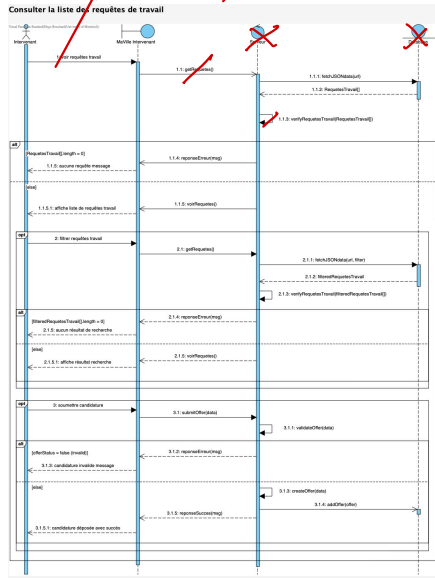 Consulter la liste des requêtes de travail
Intervenant
MaVille Intervenant
Serveur
Database
1: voir requêtes travail
1.1: getRequetes()
1.1.1: fetchJSONdata(url)
1.1.2: RequetesTravail[]
1.1.3: verifyRequetesTravail(RequetesTravail[])
alt
[RequetesTravail[].length = 0]
1.1.4: reponseErreur(msg)
1.1.5: aucune requête message
[else]
1.1.5: voirRequetes()
1.1.5.1: affiche liste de requêtes travail
opt
2: filtrer requêtes travail
2.1: getRequetes()
2.1.1: fetchJSONdata(url, filter)
2.1.2: filteredRequetesTravail
2.1.3: verifyRequetesTravail(filteredRequetesTravail[])
alt
[filteredRequetesTravail[].length = 0]
2.1.4: reponseErreur(msg)
2.1.5: aucun résultat de recherche
[else]
2.1.5: voirRequetes()
2.1.5.1: affiche résultat recherche
opt
3: soumettre candidature
3.1: submitOffer(data)
3.1.1: validateOffer(data)
alt
[offerStatus = false (invalid)]
3.1.2: reponseErreur(msg)
3.1.3: candidature invalide message
[else]
3.1.3: createOffer(data)
3.1.4: addOffer(offer)
3.1.5: reponseSucces(msg)
3.1.5.1: candidature déposée avec succès